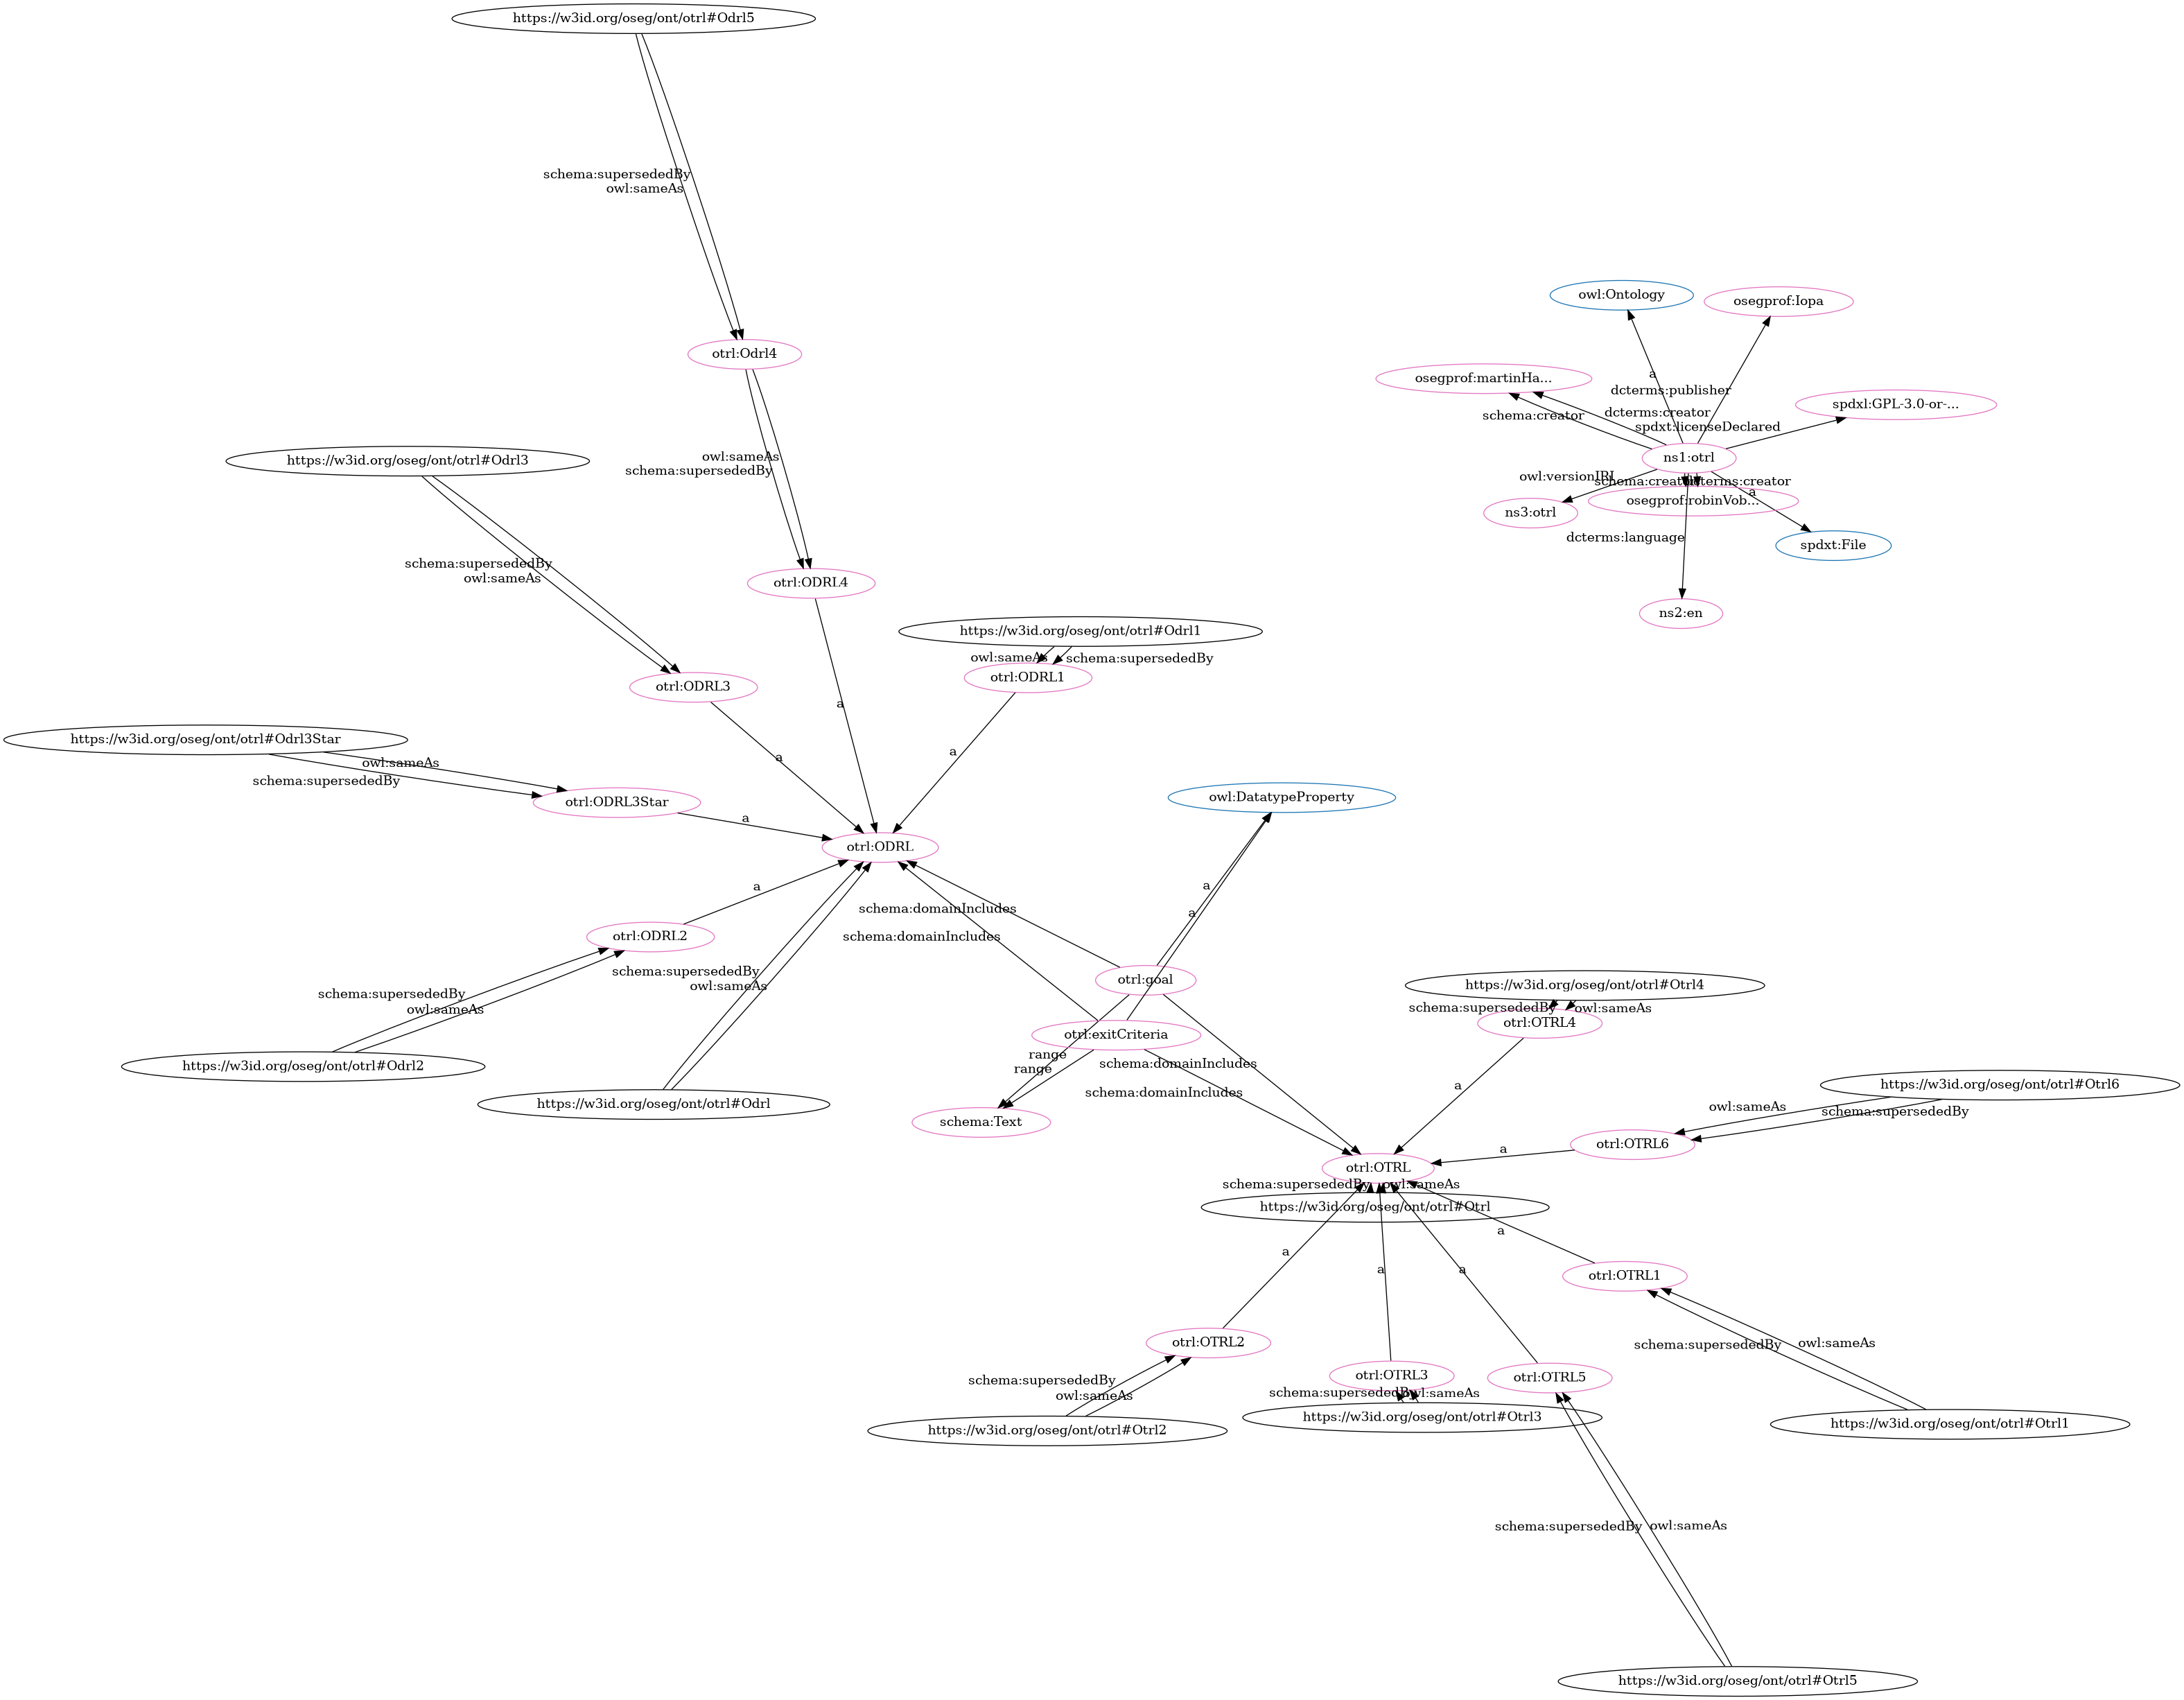 https://w3id.org/oseg/ont/otrl#Odrl5
schema:supersededBy
owl:sameAs
owl:Ontology
osegprof:Iopa
otrl:Odrl4
a
osegprof:martinHa...
dcterms:publisher
spdxl:GPL-3.0-or-...
schema:creator
dcterms:creator
spdxt:licenseDeclared
owl:sameAs
schema:supersededBy
https://w3id.org/oseg/ont/otrl#Odrl3
ns1:otrl
owl:versionIRI
schema:creator
dcterms:creator
a
osegprof:robinVob...
ns3:otrl
dcterms:language
spdxt:File
schema:supersededBy
owl:sameAs
otrl:ODRL4
ns2:en
https://w3id.org/oseg/ont/otrl#Odrl1
owl:sameAs
schema:supersededBy
otrl:ODRL1
otrl:ODRL3
a
https://w3id.org/oseg/ont/otrl#Odrl3Star
a
a
owl:sameAs
schema:supersededBy
otrl:ODRL3Star
owl:DatatypeProperty
a
otrl:ODRL
a
a
schema:domainIncludes
a
otrl:ODRL2
schema:domainIncludes
schema:supersededBy
owl:sameAs
otrl:goal
https://w3id.org/oseg/ont/otrl#Otrl4
schema:supersededBy
owl:sameAs
schema:supersededBy
owl:sameAs
otrl:OTRL4
otrl:exitCriteria
range
schema:domainIncludes
range
https://w3id.org/oseg/ont/otrl#Odrl2
a
https://w3id.org/oseg/ont/otrl#Otrl6
schema:domainIncludes
https://w3id.org/oseg/ont/otrl#Odrl
owl:sameAs
schema:supersededBy
schema:Text
otrl:OTRL6
a
otrl:OTRL
schema:supersededBy
owl:sameAs
https://w3id.org/oseg/ont/otrl#Otrl
a
a
a
a
otrl:OTRL1
otrl:OTRL2
schema:supersededBy
owl:sameAs
otrl:OTRL3
otrl:OTRL5
schema:supersededBy
owl:sameAs
schema:supersededBy
owl:sameAs
https://w3id.org/oseg/ont/otrl#Otrl3
https://w3id.org/oseg/ont/otrl#Otrl1
https://w3id.org/oseg/ont/otrl#Otrl2
schema:supersededBy
owl:sameAs
https://w3id.org/oseg/ont/otrl#Otrl5